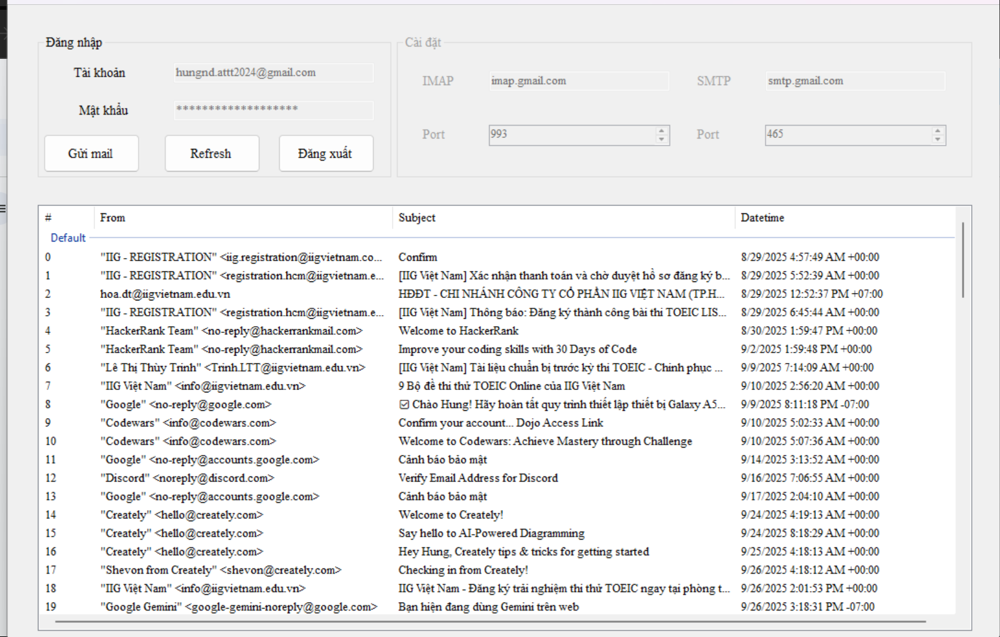 Đăng nhập
Tài khoản hungnd.attt2024@gmail.com
Mật khẩu *******************
Gửi mail Refresh Đăng xuất
Cài đặt
IMAP imap.gmail.com SMTP smtp.gmail.com
Port 993 Port 465
# From Subject Datetime
Default
0 "IIG - REGISTRATION" <iig.registration@iigvietnam.co... Confirm 8/29/2025 4:57:49 AM +00:00
1 "IIG - REGISTRATION" <registration.hcm@iigvietnam.e... [IIG Việt Nam] Xác nhận thanh toán và chờ duyệt hồ sơ đăng ký b... 8/29/2025 5:52:39 AM +00:00
2 hoa.dt@iigvietnam.edu.vn HĐĐT - CHI NHÁNH CÔNG TY CỔ PHẦN IIG VIỆT NAM (TP.H... 8/29/2025 12:52:37 PM +07:00
3 "IIG - REGISTRATION" <registration.hcm@iigvietnam.e... [IIG Việt Nam] Thông báo: Đăng ký thành công bài thi TOEIC LIS... 8/29/2025 6:45:44 AM +00:00
4 "HackerRank Team" <no-reply@hackerrankmail.com> Welcome to HackerRank 8/30/2025 1:59:47 PM +00:00
5 "HackerRank Team" <no-reply@hackerrankmail.com> Improve your coding skills with 30 Days of Code 9/2/2025 1:59:48 PM +00:00
6 "Lê Thị Thùy Trinh" <Trinh.LTT@iigvietnam.edu.vn> [IIG Việt Nam] Tài liệu chuẩn bị trước kỳ thi TOEIC - Chinh phục ... 9/9/2025 7:14:09 AM +00:00
7 "IIG Việt Nam" <info@iigvietnam.edu.vn> 9 Bộ đề thi thử TOEIC Online của IIG Việt Nam 9/10/2025 2:56:20 AM +00:00
8 "Google" <no-reply@google.com> ☑ Chào Hung! Hãy hoàn tất quy trình thiết lập thiết bị Galaxy A5... 9/9/2025 8:11:18 PM -07:00
9 "Codewars" <info@codewars.com> Confirm your account... Dojo Access Link 9/10/2025 5:02:33 AM +00:00
10 "Codewars" <info@codewars.com> Welcome to Codewars: Achieve Mastery through Challenge 9/10/2025 5:07:36 AM +00:00
11 "Google" <no-reply@accounts.google.com> Cảnh báo bảo mật 9/14/2025 3:13:52 AM +00:00
12 "Discord" <noreply@discord.com> Verify Email Address for Discord 9/16/2025 7:06:55 AM +00:00
13 "Google" <no-reply@accounts.google.com> Cảnh báo bảo mật 9/17/2025 2:04:10 AM +00:00
14 "Creately" <hello@creately.com> Welcome to Creately! 9/24/2025 4:19:13 AM +00:00
15 "Creately" <hello@creately.com> Say hello to AI-Powered Diagramming 9/24/2025 8:18:29 AM +00:00
16 "Creately" <hello@creately.com> Hey Hung, Creately tips & tricks for getting started 9/25/2025 4:18:13 AM +00:00
17 "Shevon from Creately" <shevon@creately.com> Checking in from Creately! 9/26/2025 4:18:12 AM +00:00
18 "IIG Việt Nam" <info@iigvietnam.edu.vn> IIG Việt Nam - Đăng ký trải nghiệm thi thử TOEIC ngay tại phòng t... 9/26/2025 2:01:53 PM +00:00
19 "Google Gemini" <google-gemini-noreply@google.com> Bạn hiện đang dùng Gemini trên web 9/26/2025 3:18:31 PM -07:00